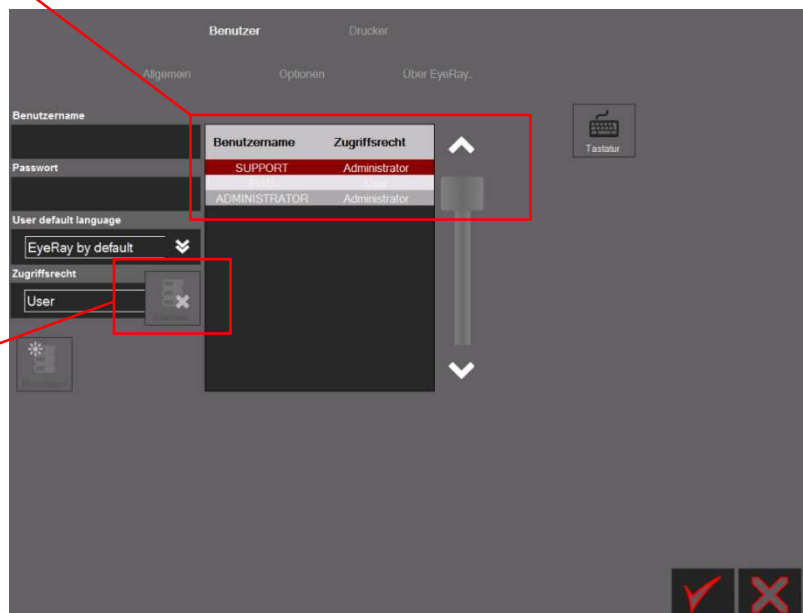 Benutzer Drucker
Allgemein Optionen Über EyeRay..
Benutzername
Passwort
User default language
EyeRay by default
Zugriffsrecht
User
Benutzername Zugriffsrecht
SUPPORT Administrator
ADMINISTRATOR Administrator
Tastatur